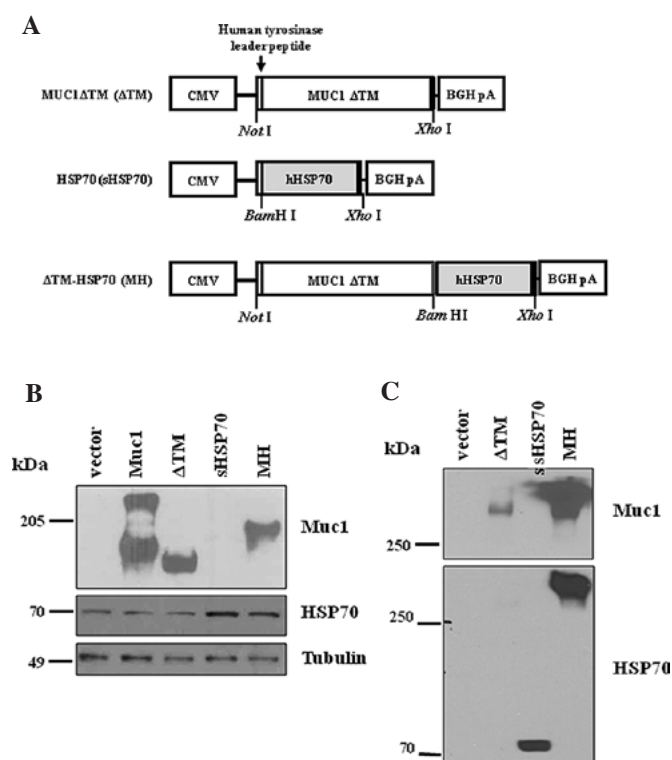 A
Human tyrosinase
leader peptide
MUC1ΔTM (ΔTM)
CMV
MUC1 ΔTM
BGH pA
Not I
Xho I
HSP70 (sHSP70)
CMV
hHSP70
BGH pA
BamH I
Xho I
ΔTM-HSP70 (MH)
CMV
MUC1 ΔTM
hHSP70
BGH pA
Not I
Bam HI
Xho I
B
kDa
vector
Muc1
ΔTM
sHSP70
MH
205
Muc1
70
HSP70
49
Tubulin
C
kDa
vector
ΔTM
s sHSP70
MH
Muc1
250
250
HSP70
70